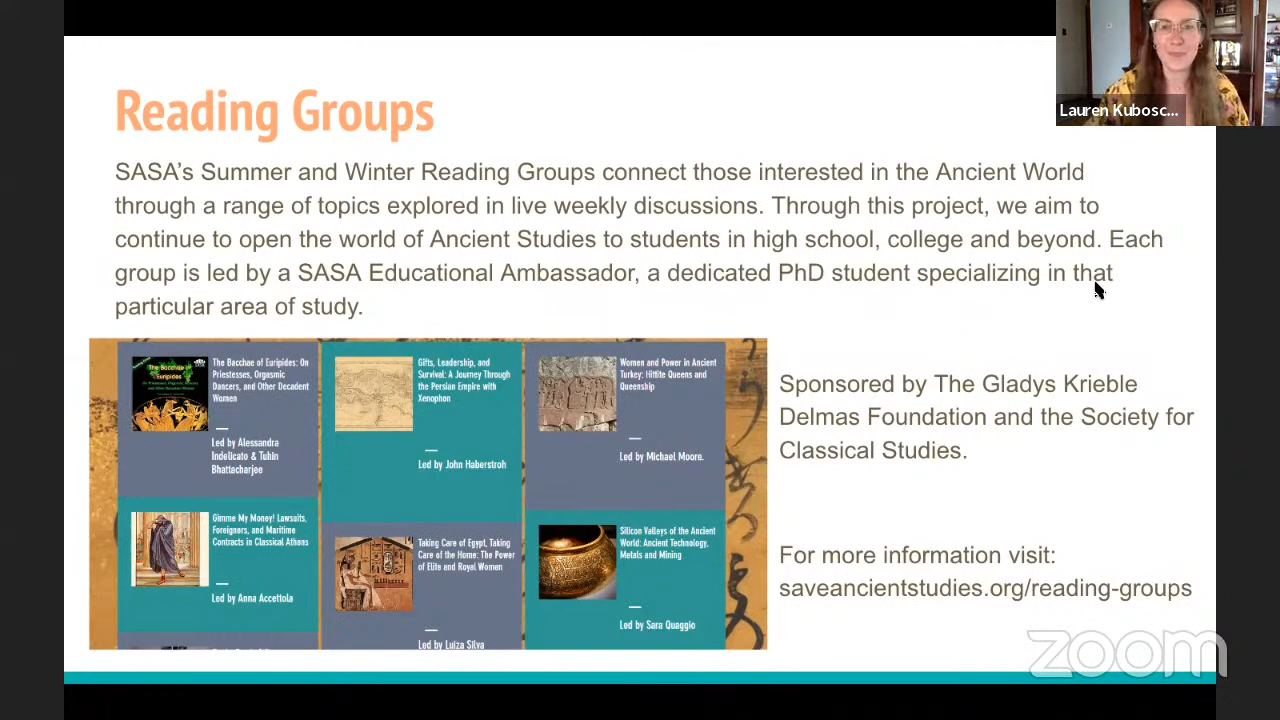 Lauren Kubosc...
Reading Groups
SASA's Summer and Winter Reading Groups connect those interested in the Ancient World
through a range of topics explored in live weekly discussions. Through this project, we aim to
continue to open the world of Ancient Studies to students in high school, college and beyond. Each
group is led by a SASA Educational Ambassador, a dedicated PhD student specializing in that
particular area of study.
The Bacchae of Euripides: On
Priestesses, Orgasmic
Dancers, and Other Decadent
Women
Led by Alessandra
Indelicato & Tuhin
Bhattacharjee
Gifts, Leadership, and
Survival: A Journey Through
the Persian Empire with
Xenophon
Led by John Haberstroh
Women and Power in Ancient
Turkey: Hittite Queens and
Queenship
Led by Michael Moore.
Gimme My Money! Lawsuits,
Foreigners, and Maritime
Contracts in Classical Athens
Led by Anna Accettola
Taking Care of Egypt, Taking
Care of the Home: The Power
of Elite and Royal Women
Led by Luiza Silva
Silicon Valleys of the Ancient
World: Ancient Technology,
Metals and Mining
Led by Sara Quaggio
The Bacchae of
Euripides
Sponsored by The Gladys Krieble
Delmas Foundation and the Society for
Classical Studies.
For more information visit:
saveancientstudies.org/reading-groups
zoom